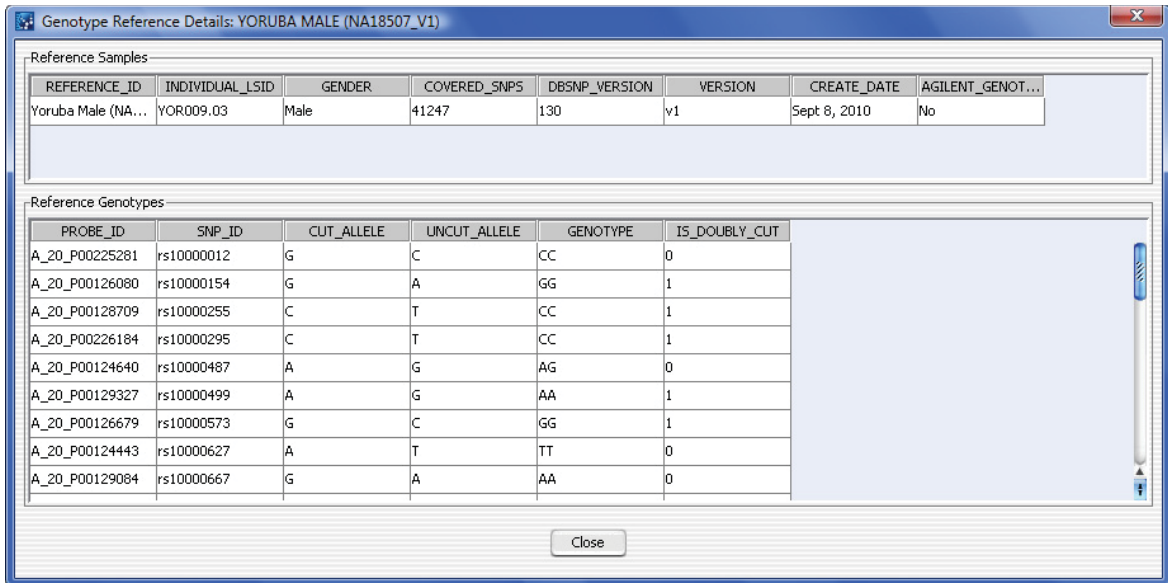 Genotype Reference Details: YORUBA MALE (NA18507_V1)
Reference Samples
REFERENCE_ID INDIVIDUAL_LSID GENDER COVERED_SNPS DBSNP_VERSION VERSION CREATE_DATE AGILENT_GENOT...
Yoruba Male (NA... YOR009.03 Male 41247 130 v1 Sept 8, 2010 No
Reference Genotypes
PROBE_ID SNP_ID CUT_ALLELE UNCUT_ALLELE GENOTYPE IS_DOUBLY_CUT
A_20_P00225281 rs10000012 G C CC 0
A_20_P00126080 rs10000154 G A GG 1
A_20_P00128709 rs10000255 C T CC 1
A_20_P00226184 rs10000295 C T CC 1
A_20_P00124640 rs10000487 A G AG 0
A_20_P00129327 rs10000499 A G AA 1
A_20_P00126679 rs10000573 G C GG 1
A_20_P00124443 rs10000627 A T TT 0
A_20_P00129084 rs10000667 G A AA 0
Close